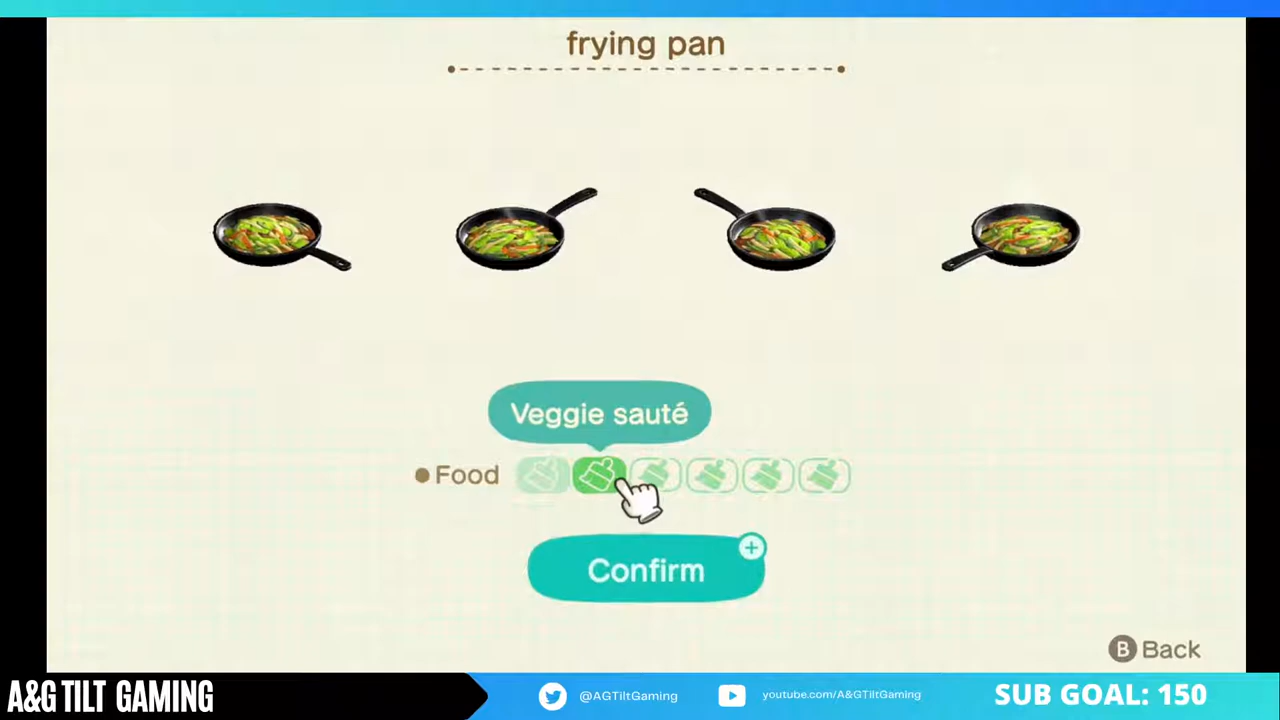 frying pan
Veggie sauté
Food
Confirm
B Back
A&G TILT GAMING
@AGTiltGaming
youtube.com/A&GTiltGaming
SUB GOAL: 150